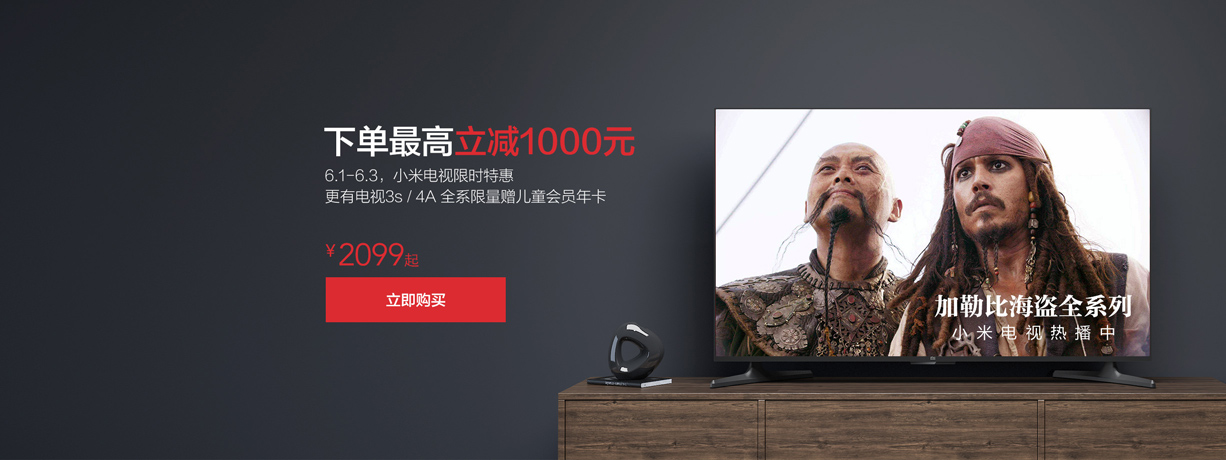 下单最高立减1000元
6.1-6.3，小米电视限时特惠
更有电视3s / 4A 全系限量赠儿童会员年卡
¥2099起
立即购买
加勒比海盗全系列
小米电视热播中